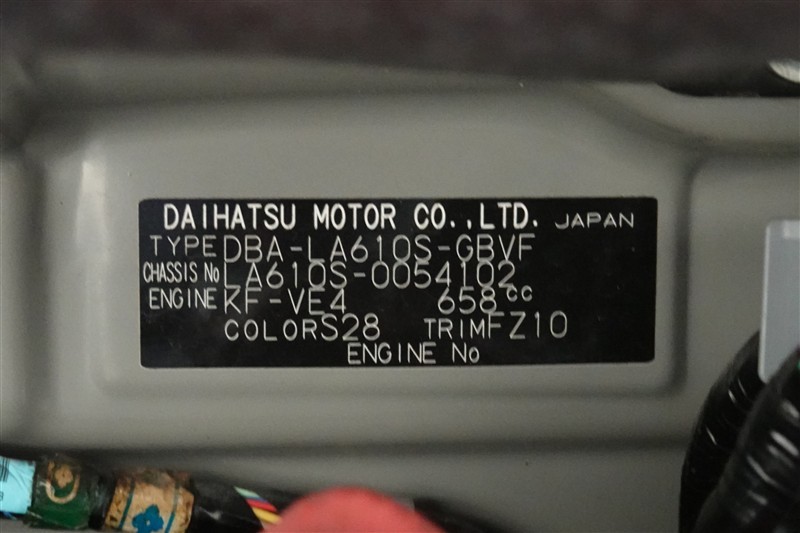 DAIHATSU MOTOR CO.,LTD. JAPAN
TYPE DBA-LA610S-GBVF
CHASSIS No LA610S-0054102
ENGINE KF-VE4 658cc
COLOR S28 TRIM FZ10
ENGINE No